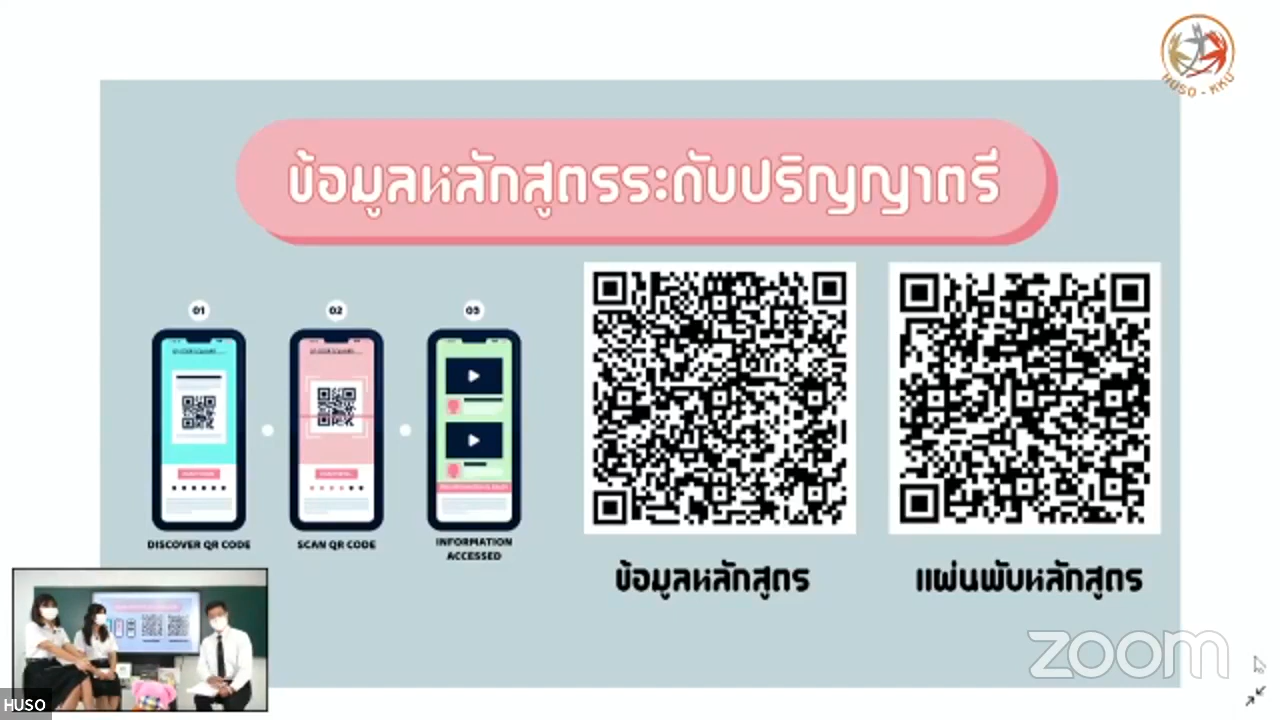 HUSO - KKU
ข้อมูลหลักสูตรระดับปริญญาตรี
01
02
03
DISCOVER QR CODE
SCAN QR CODE
INFORMATION
ACCESSED
ข้อมูลหลักสูตร
แผ่นพับหลักสูตร
zoom
HUSO